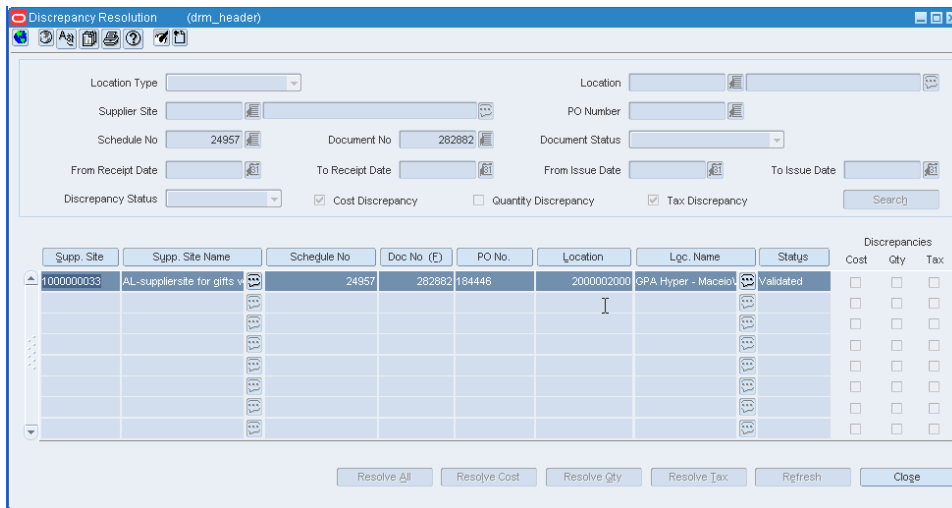 Discrepancy Resolution (drm_header)
Location Type Location
Supplier Site PO Number
Schedule No 24957 Document No 282882 Document Status
From Receipt Date To Receipt Date From Issue Date To Issue Date
Discrepancy Status Cost Discrepancy Quantity Discrepancy Tax Discrepancy Search
Discrepancies
Supp. Site Supp. Site Name Schedule No Doc No (F) PO No. Location Loc. Name Status Cost Qty Tax
1000000033 AL-suppliersite for gifts 24957 282882 184446 2000002000 GPA Hyper - Maceio Validated
Resolve All Resolve Cost Resolve Qty Resolve Tax Refresh Close